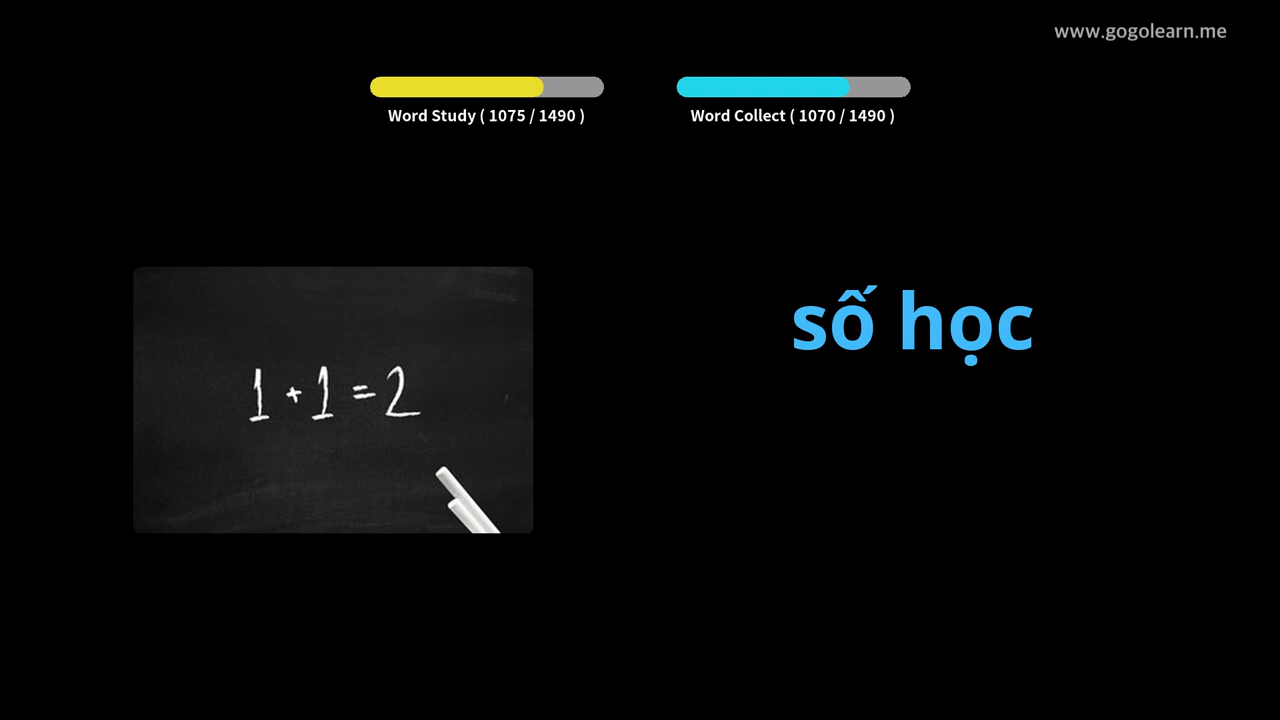 www.gogolearn.me
Word Study ( 1075 / 1490 )
Word Collect ( 1070 / 1490 )
số học
1 + 1 = 2